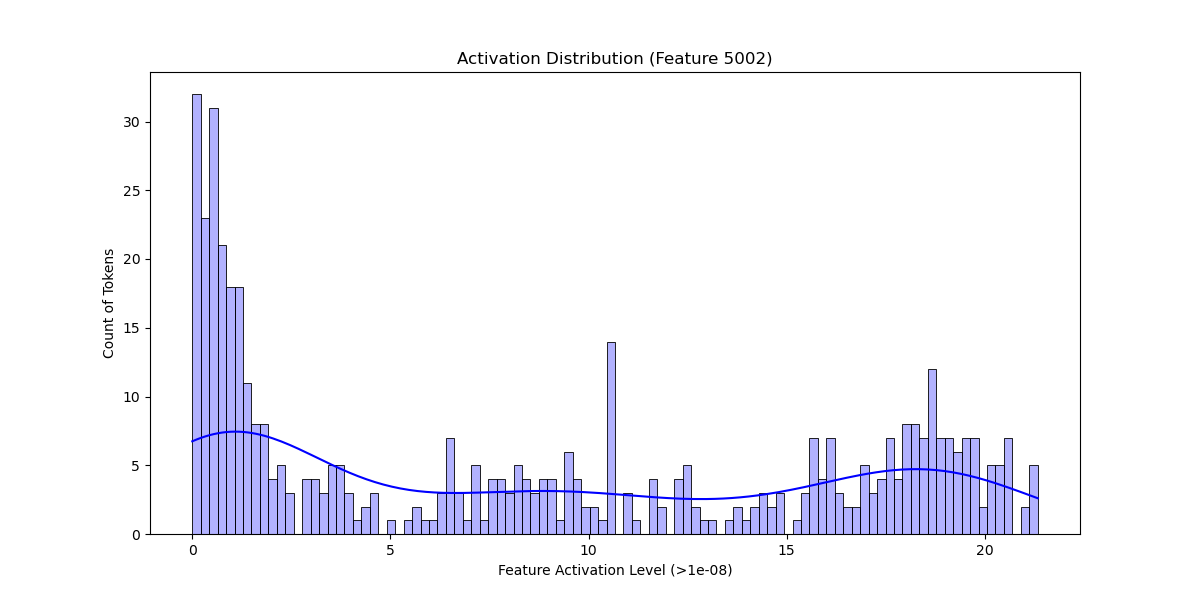 Activation Distribution (Feature 5002)
30
25
20
15
10
5
0
Count of Tokens
0 5 10 15 20
Feature Activation Level (>1e-08)